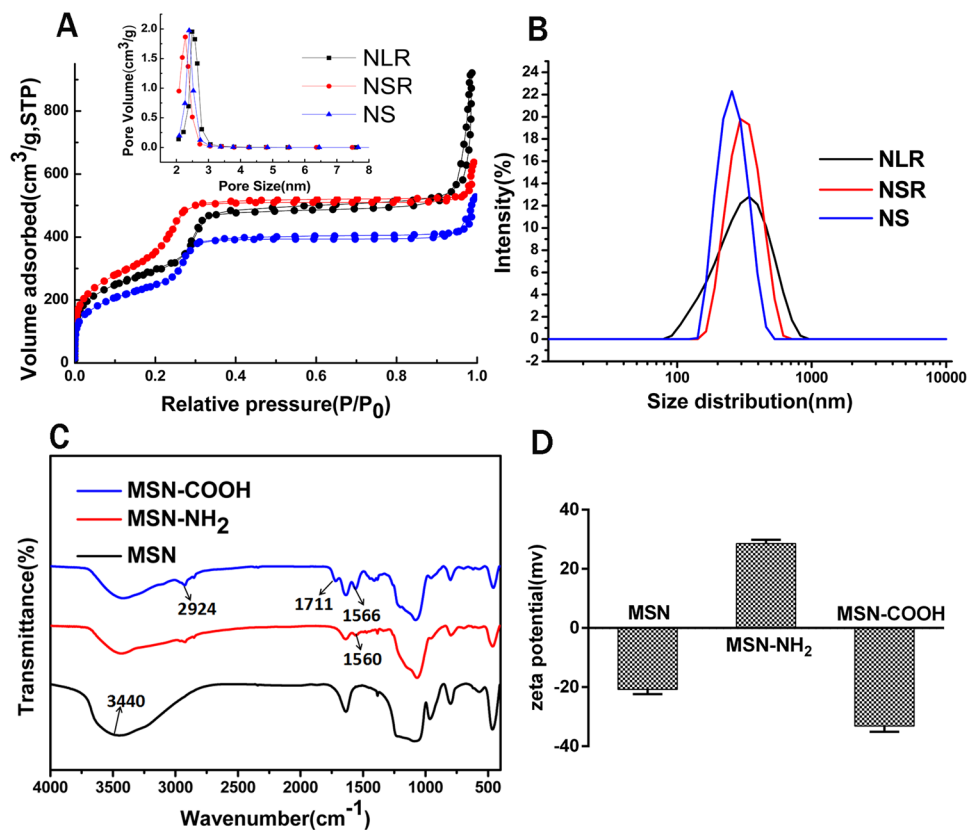 A
Pore Volume(cm³/g)
2.0
1.5
1.0
0.5
0.0
2 3 4 5 6 7 8
Pore Size(nm)
NLR
NSR
NS
Volume adsorbed(cm³/g,STP)
800
600
400
200
0
0.0 0.2 0.4 0.6 0.8 1.0
Relative pressure(P/P₀)
B
Intensity(%)
24
22
20
18
16
14
12
10
8
6
4
2
0
-2
100 1000 10000
Size distribution(nm)
NLR
NSR
NS
C
Transmittance(%)
MSN-COOH
MSN-NH₂
MSN
2924
1711
1566
1560
3440
4000 3500 3000 2500 2000 1500 1000 500
Wavenumber(cm⁻¹)
D
zeta potential(mv)
40
20
0
-20
-40
MSN
MSN-NH₂
MSN-COOH